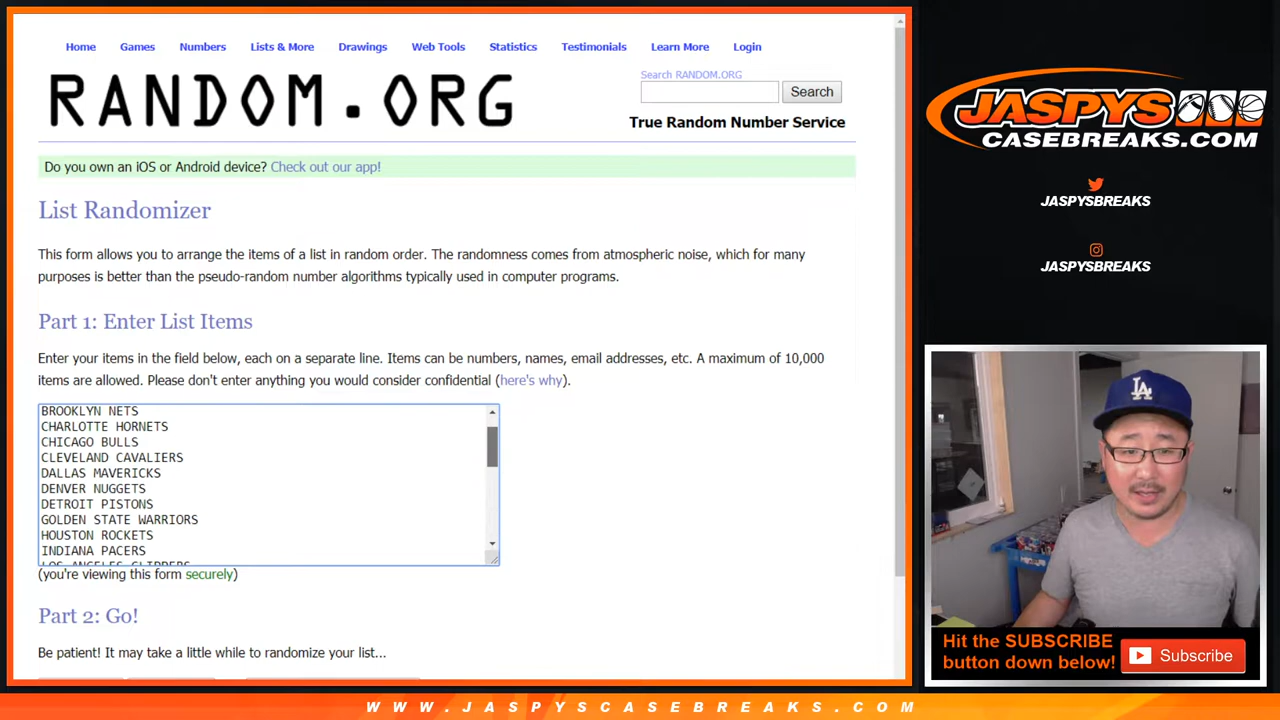 Home Games Numbers Lists & More Drawings Web Tools Statistics Testimonials Learn More Login
RANDOM.ORG
Search RANDOM.ORG
Search
True Random Number Service
Do you own an iOS or Android device? Check out our app!
List Randomizer
This form allows you to arrange the items of a list in random order. The randomness comes from atmospheric noise, which for many
purposes is better than the pseudo-random number algorithms typically used in computer programs.
Part 1: Enter List Items
Enter your items in the field below, each on a separate line. Items can be numbers, names, email addresses, etc. A maximum of 10,000
items are allowed. Please don't enter anything you would consider confidential (here's why).
BROOKLYN NETS
CHARLOTTE HORNETS
CHICAGO BULLS
CLEVELAND CAVALIERS
DALLAS MAVERICKS
DENVER NUGGETS
DETROIT PISTONS
GOLDEN STATE WARRIORS
HOUSTON ROCKETS
INDIANA PACERS
LOS ANGELES CLIPPERS
(you're viewing this form securely)
Part 2: Go!
Be patient! It may take a little while to randomize your list...
JASPYS
CASEBREAKS.COM
JASPYSBREAKS
JASPYSBREAKS
LA
Hit the SUBSCRIBE
button down below!
Subscribe
WWW.JASPYSCASEBREAKS.COM